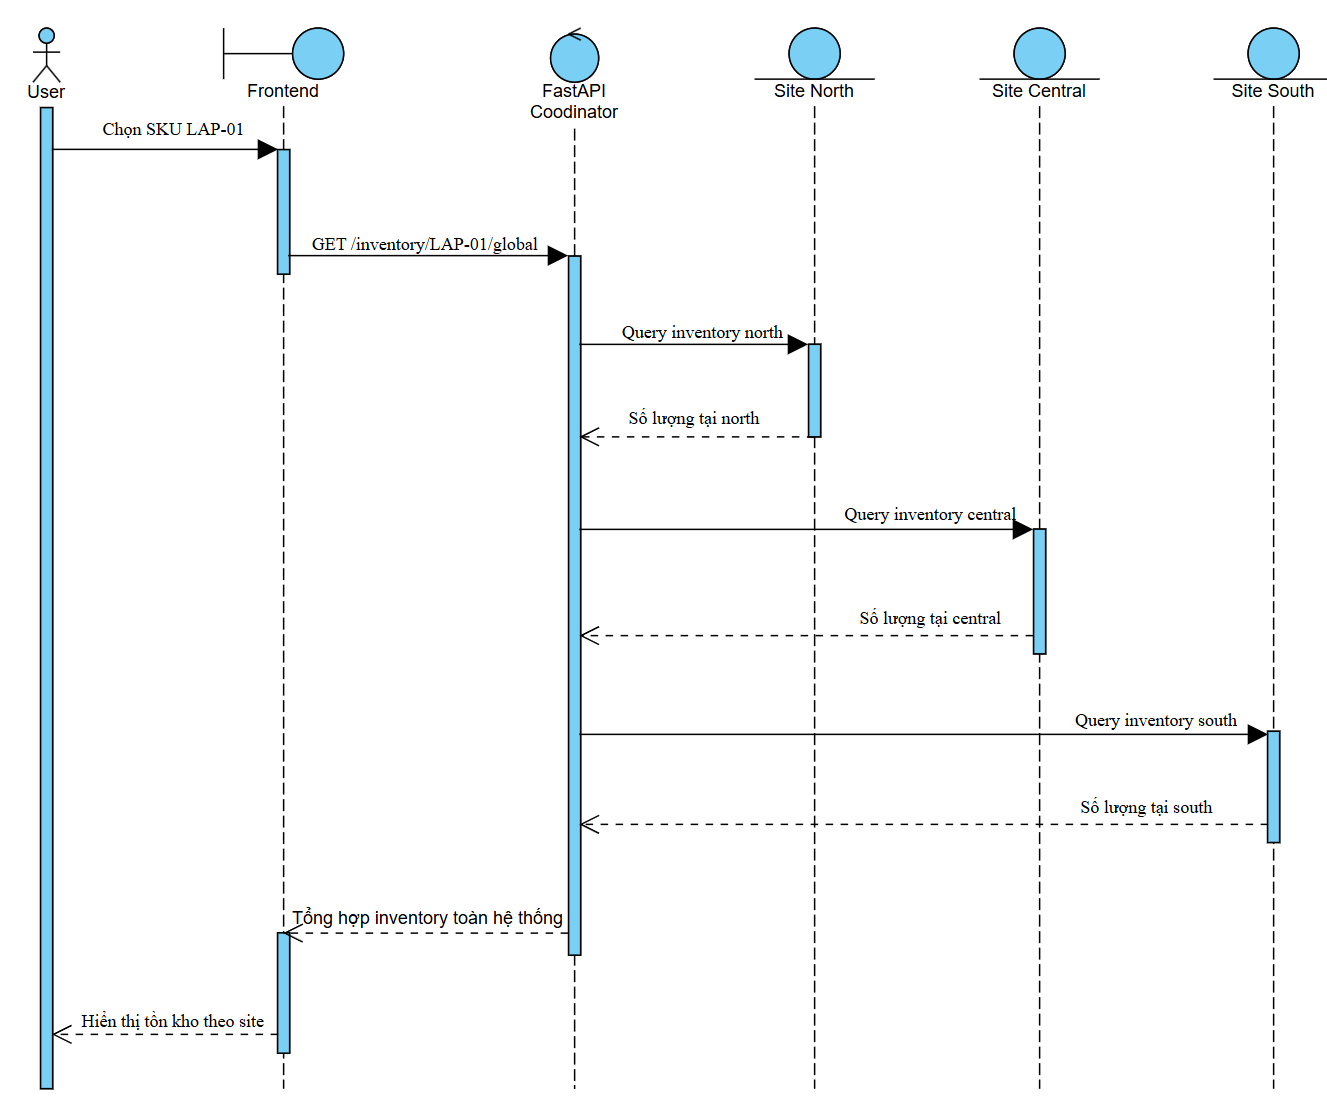 User
Frontend
FastAPI
Coodinator
Site North
Site Central
Site South
Chọn SKU LAP-01
GET /inventory/LAP-01/global
Query inventory north
Số lượng tại north
Query inventory central
Số lượng tại central
Query inventory south
Số lượng tại south
Tổng hợp inventory toàn hệ thống
Hiển thị tồn kho theo site